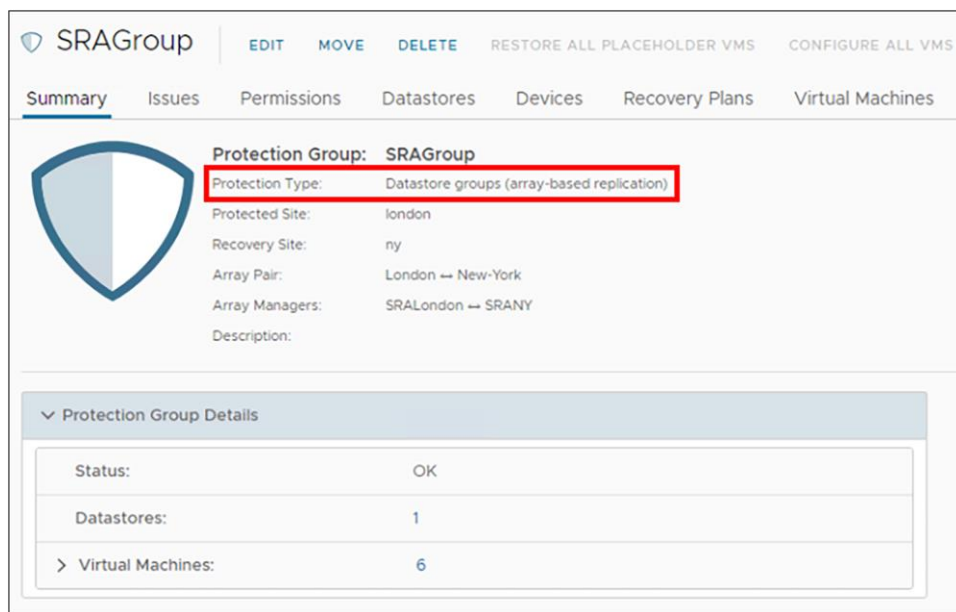 SRAGroup EDIT MOVE DELETE RESTORE ALL PLACEHOLDER VMS CONFIGURE ALL VMS
Summary Issues Permissions Datastores Devices Recovery Plans Virtual Machines
Protection Group: SRAGroup
Protection Type: Datastore groups (array-based replication)
Protected Site: london
Recovery Site: ny
Array Pair: London ↔ New-York
Array Managers: SRALondon ↔ SRANY
Description:
Protection Group Details
Status: OK
Datastores: 1
Virtual Machines: 6